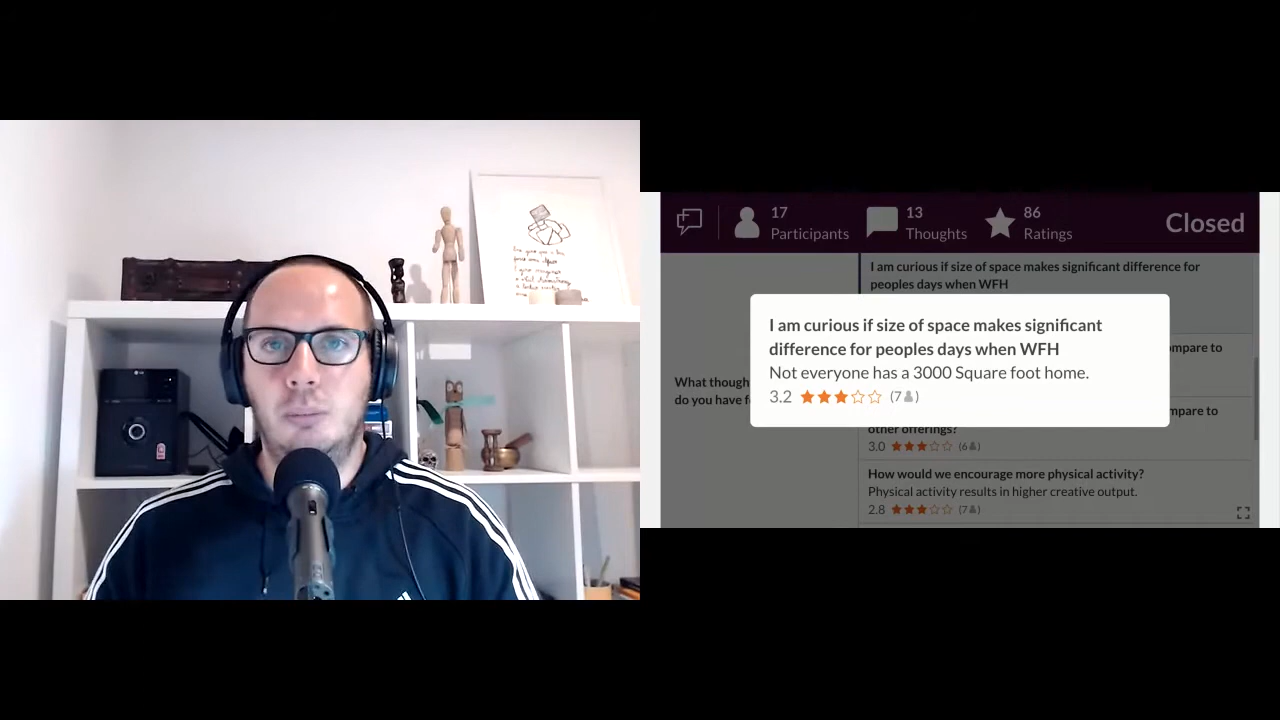 17
Participants
13
Thoughts
86
Ratings
Closed
I am curious if size of space makes significant difference for
peoples days when WFH
I am curious if size of space makes significant
difference for peoples days when WFH
Not everyone has a 3000 Square foot home.
3.2 (7)
ompare to
What though
do you have f
ompare to
other offerings?
3.0 (6)
How would we encourage more physical activity?
Physical activity results in higher creative output.
2.8 (7)
LG